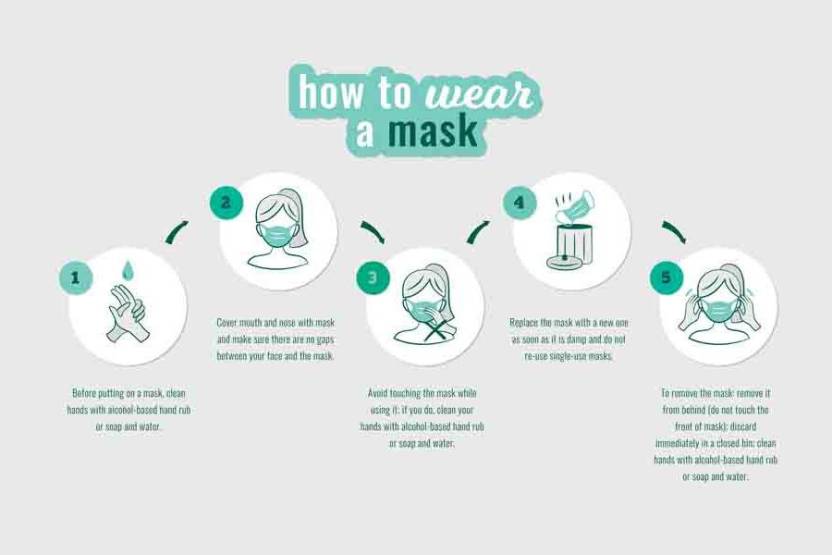 how to wear
a mask
1
Before putting on a mask, clean
hands with alcohol-based hand rub
or soap and water.
2
Cover mouth and nose with mask
and make sure there are no gaps
between your face and the mask.
3
Avoid touching the mask while
using it; if you do, clean your
hands with alcohol-based hand rub
or soap and water.
4
Replace the mask with a new one
as soon as it is damp and do not
re-use single-use masks.
5
To remove the mask: remove it
from behind (do not touch the
front of mask); discard
immediately in a closed bin; clean
hands with alcohol-based hand rub
or soap and water.